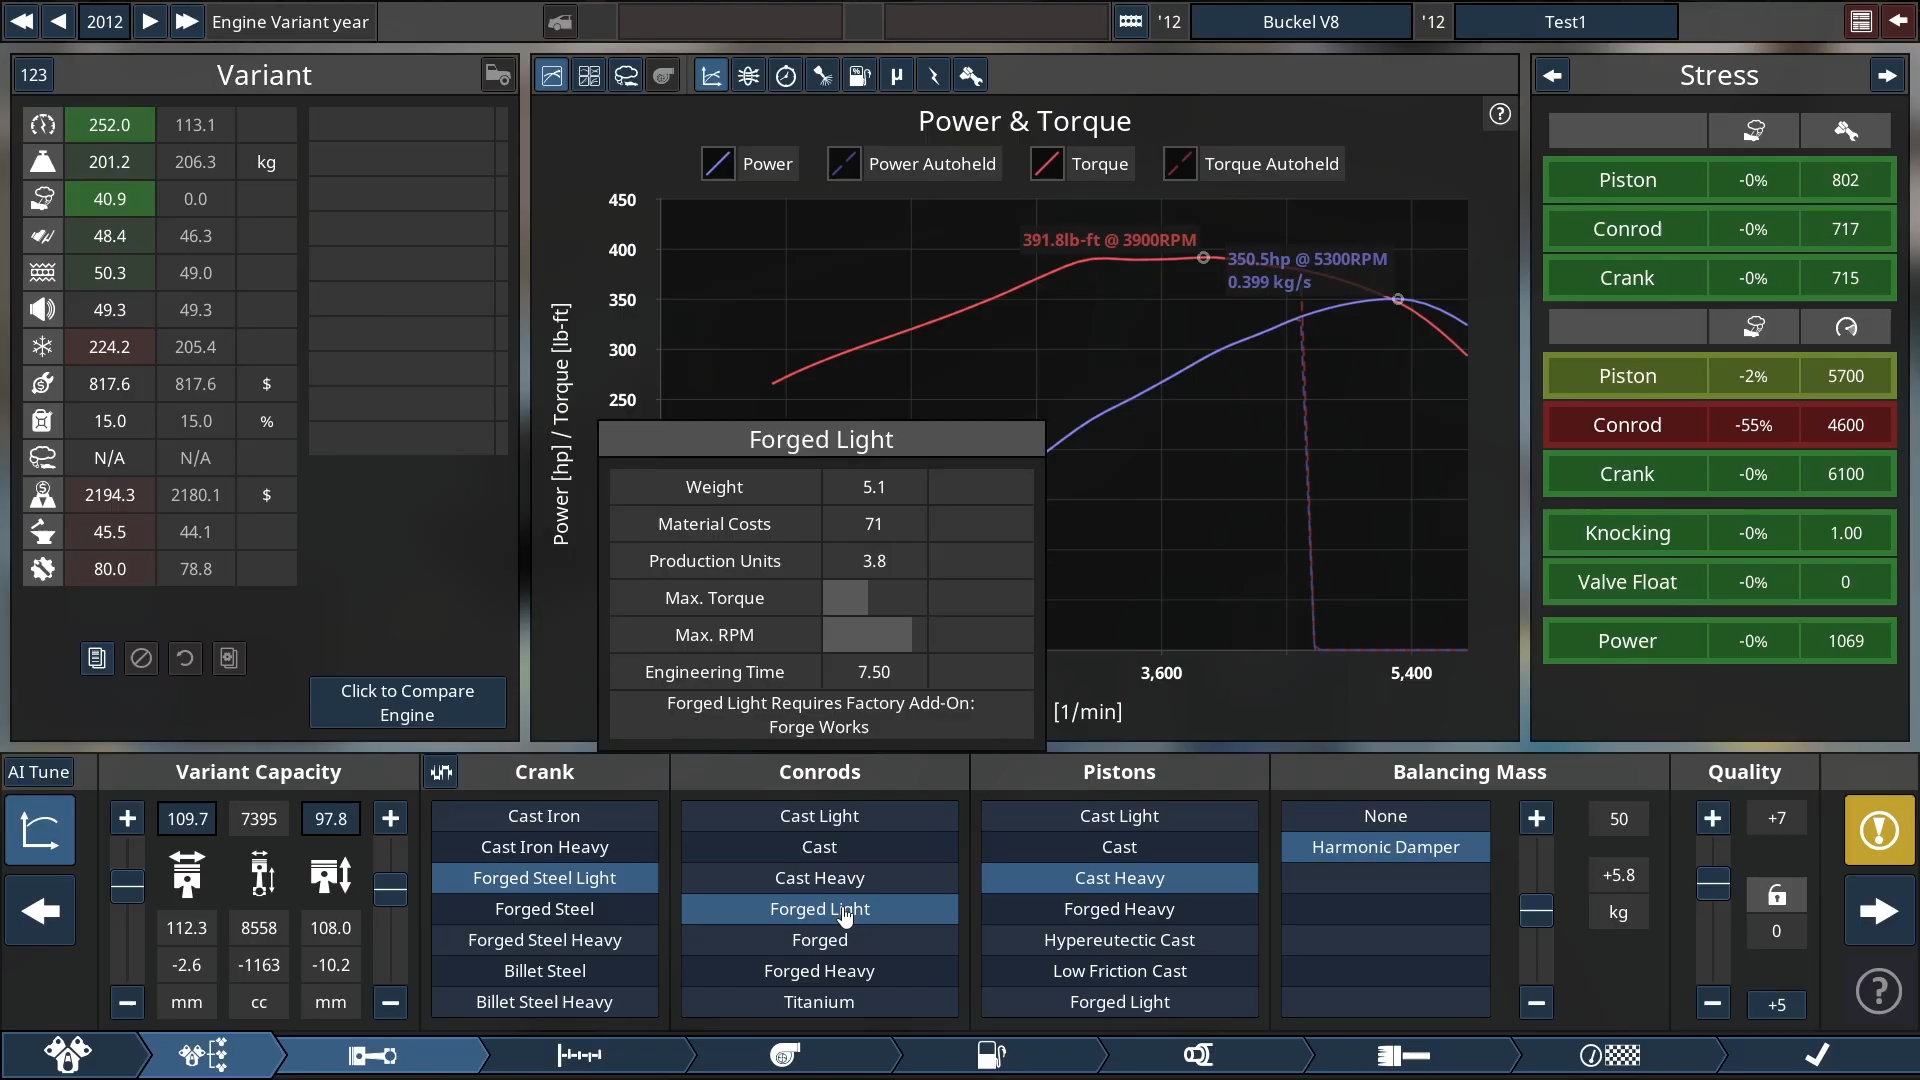 2012
Engine Variant year
'12
Buckel V8
'12
Test1
123
Variant
252.0 113.1
201.2 206.3 kg
40.9 0.0
48.4 46.3
50.3 49.0
49.3 49.3
224.2 205.4
817.6 817.6 $
15.0 15.0 %
N/A N/A
2194.3 2180.1 $
45.5 44.1
80.0 78.8
Click to Compare
Engine
µ
Power & Torque
?
Power
Power Autoheld
Torque
Torque Autoheld
Power [hp] / Torque [lb-ft]
450
400
350
300
250
391.8lb-ft @ 3900RPM
350.5hp @ 5300RPM
0.399 kg/s
3,600
5,400
[1/min]
Forged Light
Weight 5.1
Material Costs 71
Production Units 3.8
Max. Torque
Max. RPM
Engineering Time 7.50
Forged Light Requires Factory Add-On:
Forge Works
Stress
Piston -0% 802
Conrod -0% 717
Crank -0% 715
Piston -2% 5700
Conrod -55% 4600
Crank -0% 6100
Knocking -0% 1.00
Valve Float -0% 0
Power -0% 1069
AI Tune
Variant Capacity
109.7 7395 97.8
112.3 8558 108.0
-2.6 -1163 -10.2
mm cc mm
Crank
Cast Iron
Cast Iron Heavy
Forged Steel Light
Forged Steel
Forged Steel Heavy
Billet Steel
Billet Steel Heavy
Conrods
Cast Light
Cast
Cast Heavy
Forged Light
Forged
Forged Heavy
Titanium
Pistons
Cast Light
Cast
Cast Heavy
Forged Heavy
Hypereutectic Cast
Low Friction Cast
Forged Light
Balancing Mass
None
Harmonic Damper
50
+5.8
kg
Quality
+7
0
+5
?